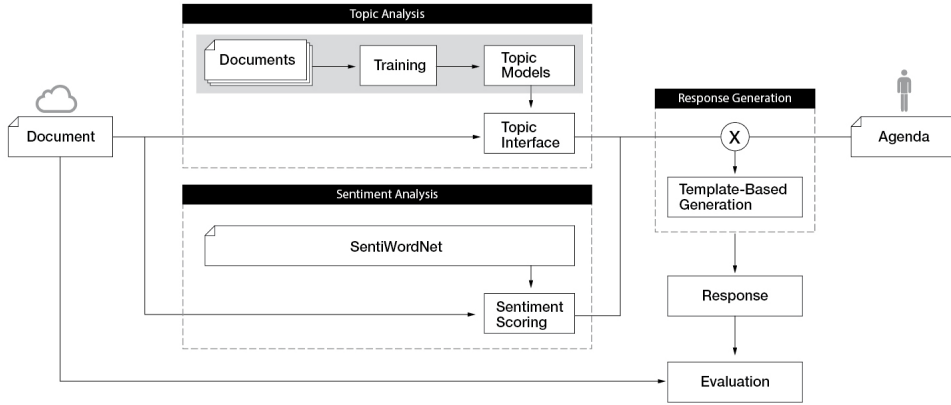 Topic Analysis
Documents
Training
Topic
Models
Document
Topic
Interface
Response Generation
X
Agenda
Template-Based
Generation
Sentiment Analysis
SentiWordNet
Sentiment
Scoring
Response
Evaluation